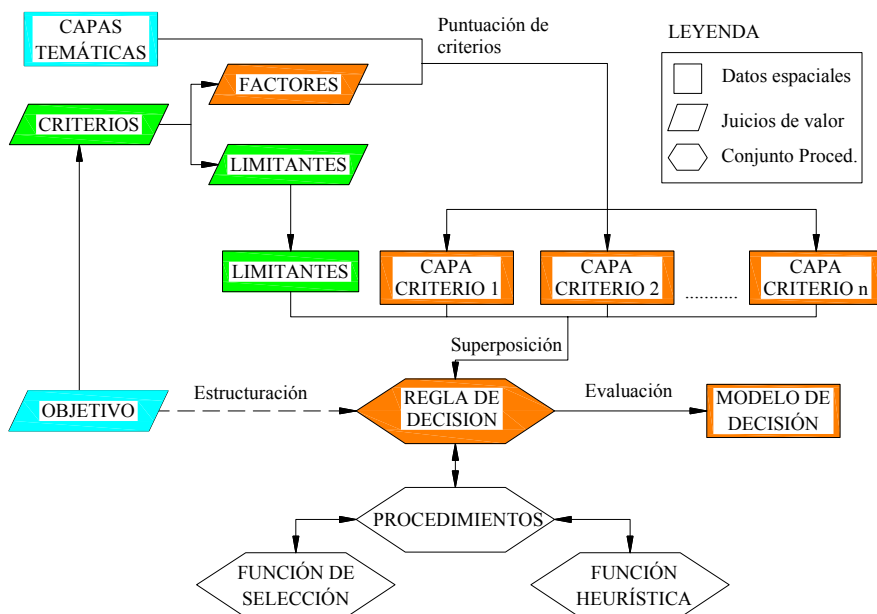 CAPAS
TEMÁTICAS
Puntuación de
criterios
LEYENDA
Datos espaciales
Juicios de valor
Conjunto Proced.
FACTORES
CRITERIOS
LIMITANTES
LIMITANTES
CAPA
CRITERIO 1
CAPA
CRITERIO 2
...........
CAPA
CRITERIO n
Superposición
OBJETIVO
Estructuración
REGLA DE
DECISION
Evaluación
MODELO DE
DECISIÓN
PROCEDIMIENTOS
FUNCIÓN DE
SELECCIÓN
FUNCIÓN
HEURÍSTICA